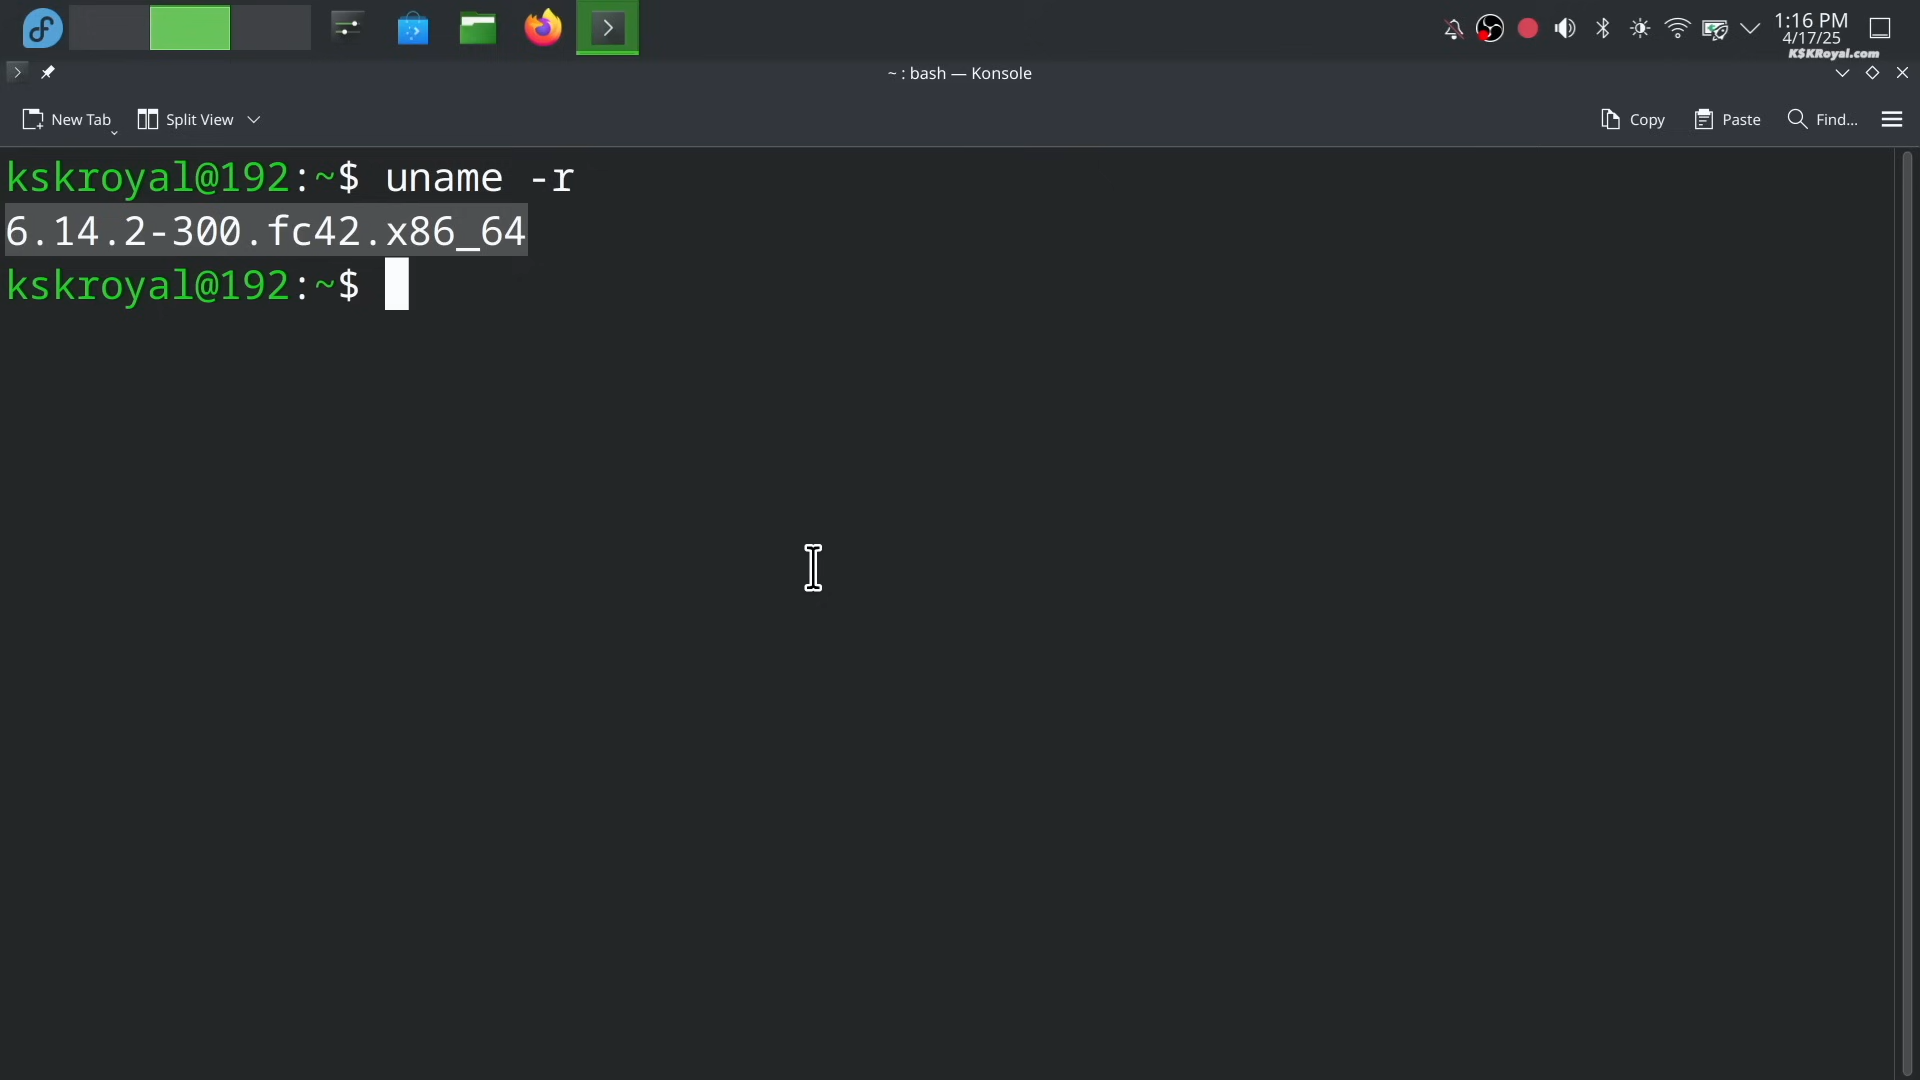 1:16 PM
4/17/25
KSKRoyal.com
~ : bash — Konsole
New Tab Split View Copy Paste Find...
kskroyal@192:~$ uname -r
6.14.2-300.fc42.x86_64
kskroyal@192:~$